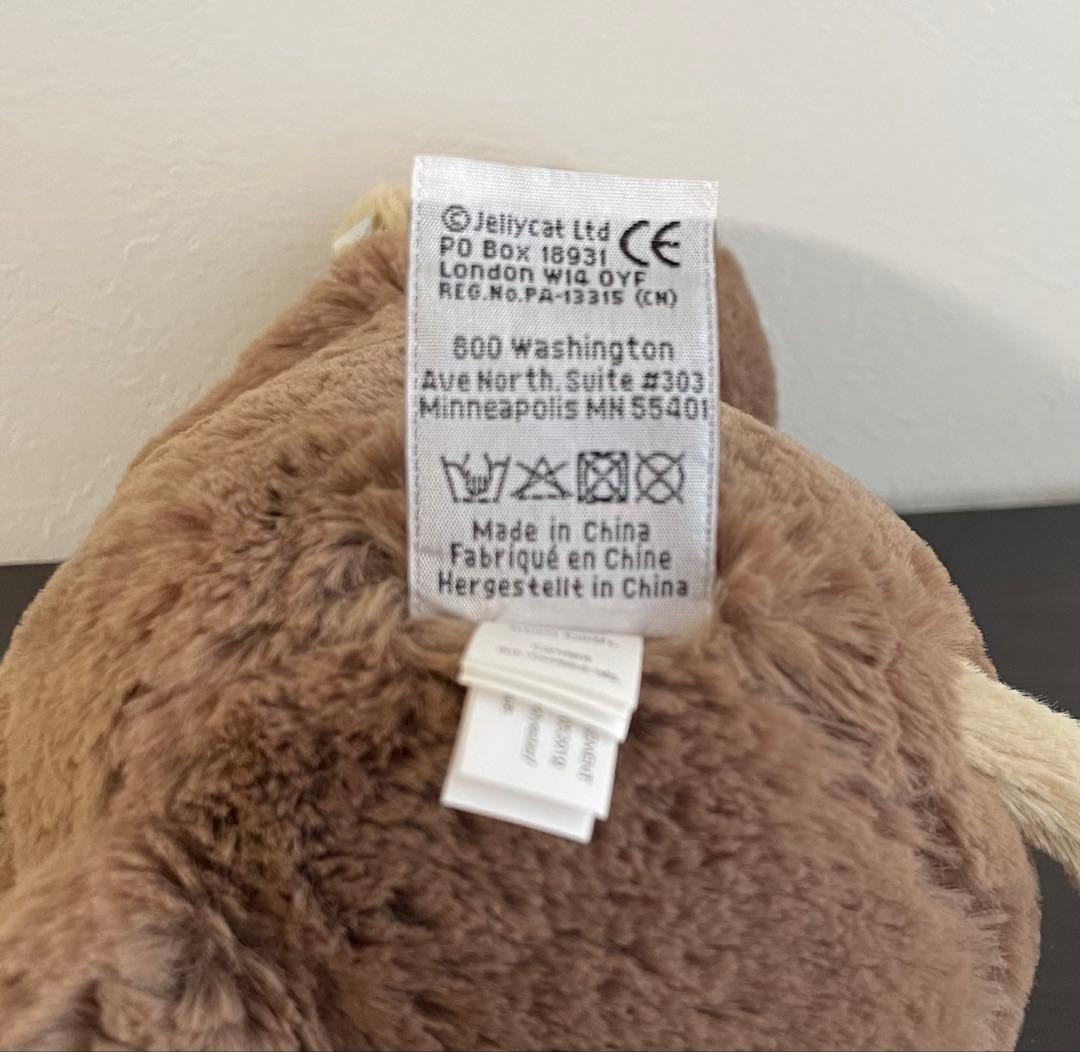 ©Jellycat Ltd CE
PO Box 18931
London W1A 0YF
REG.No.PA-13315 (CN)
800 Washington
Ave North. Suite #303
Minneapolis MN 55401
Made in China
Fabriqué en Chine
Hergestellt in China